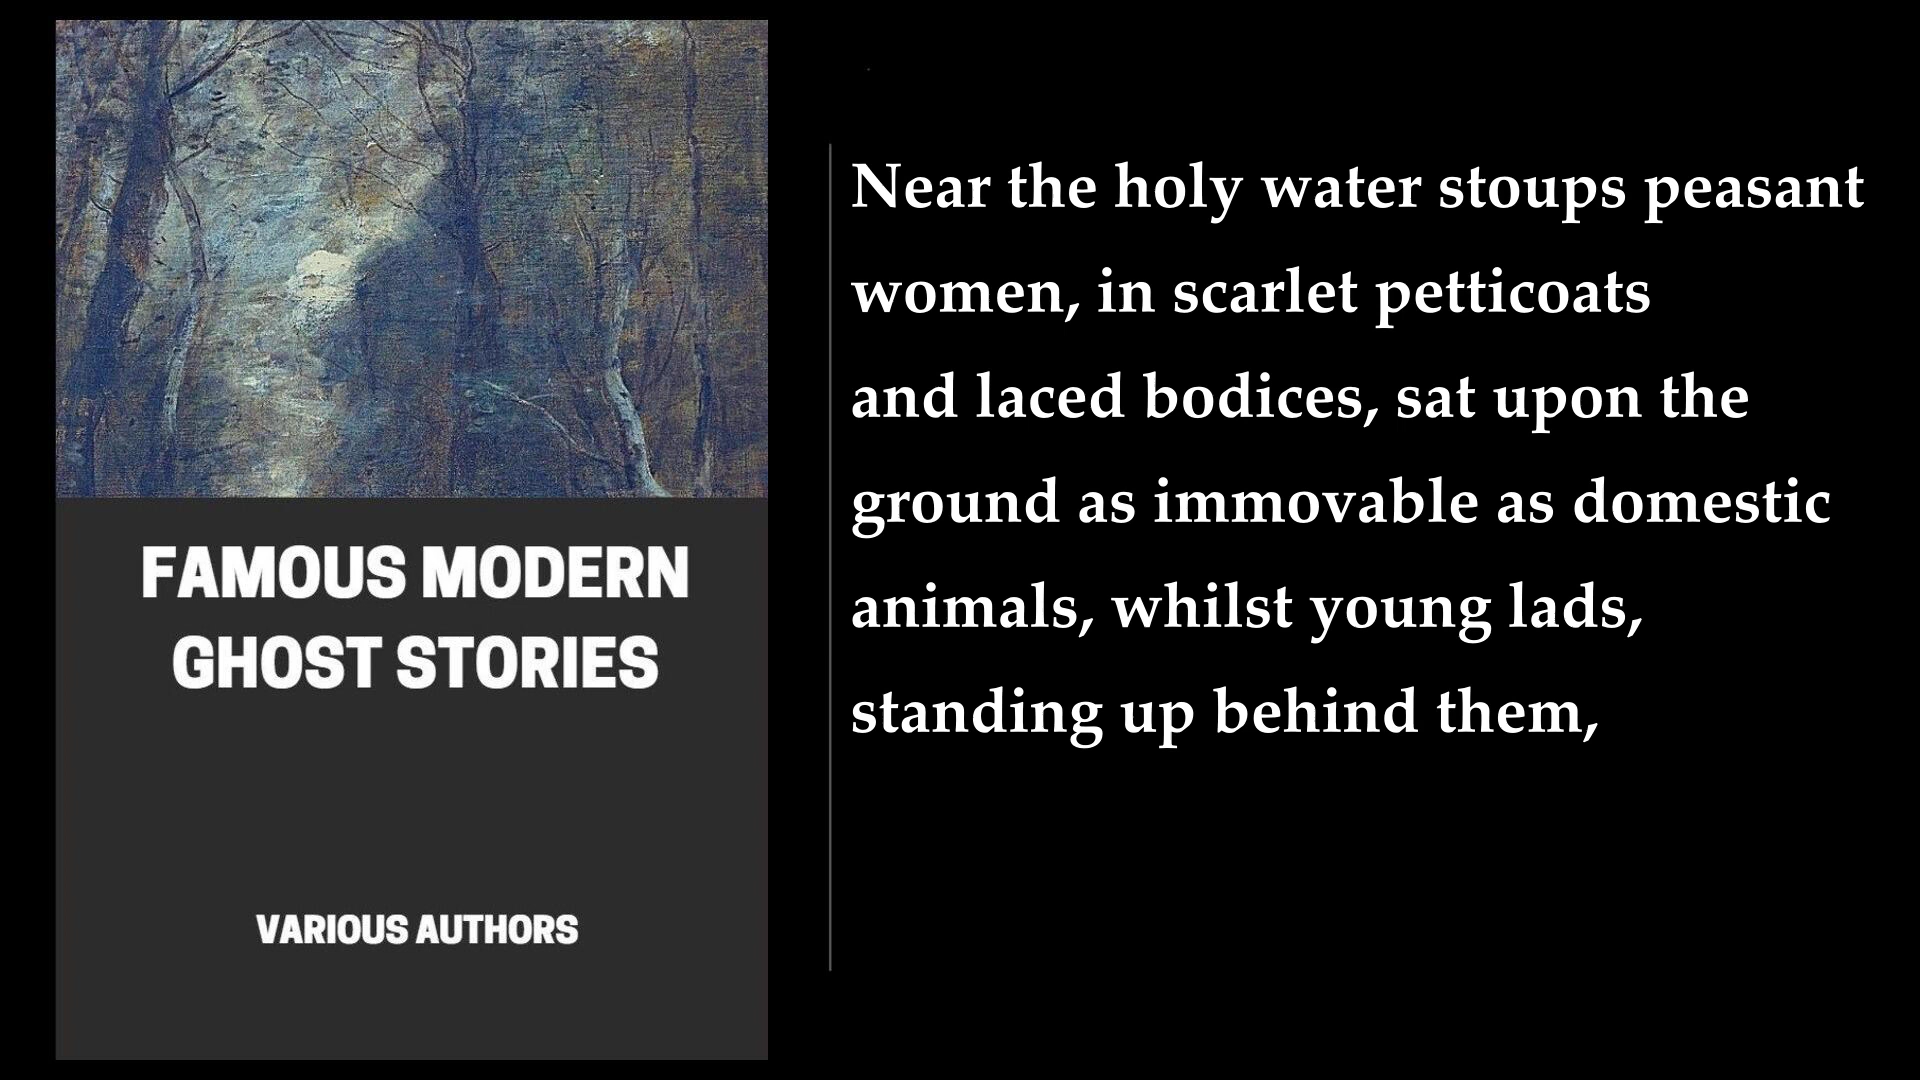 FAMOUS MODERN
GHOST STORIES
VARIOUS AUTHORS
Near the holy water stoups peasant
women, in scarlet petticoats
and laced bodices, sat upon the
ground as immovable as domestic
animals, whilst young lads,
standing up behind them,